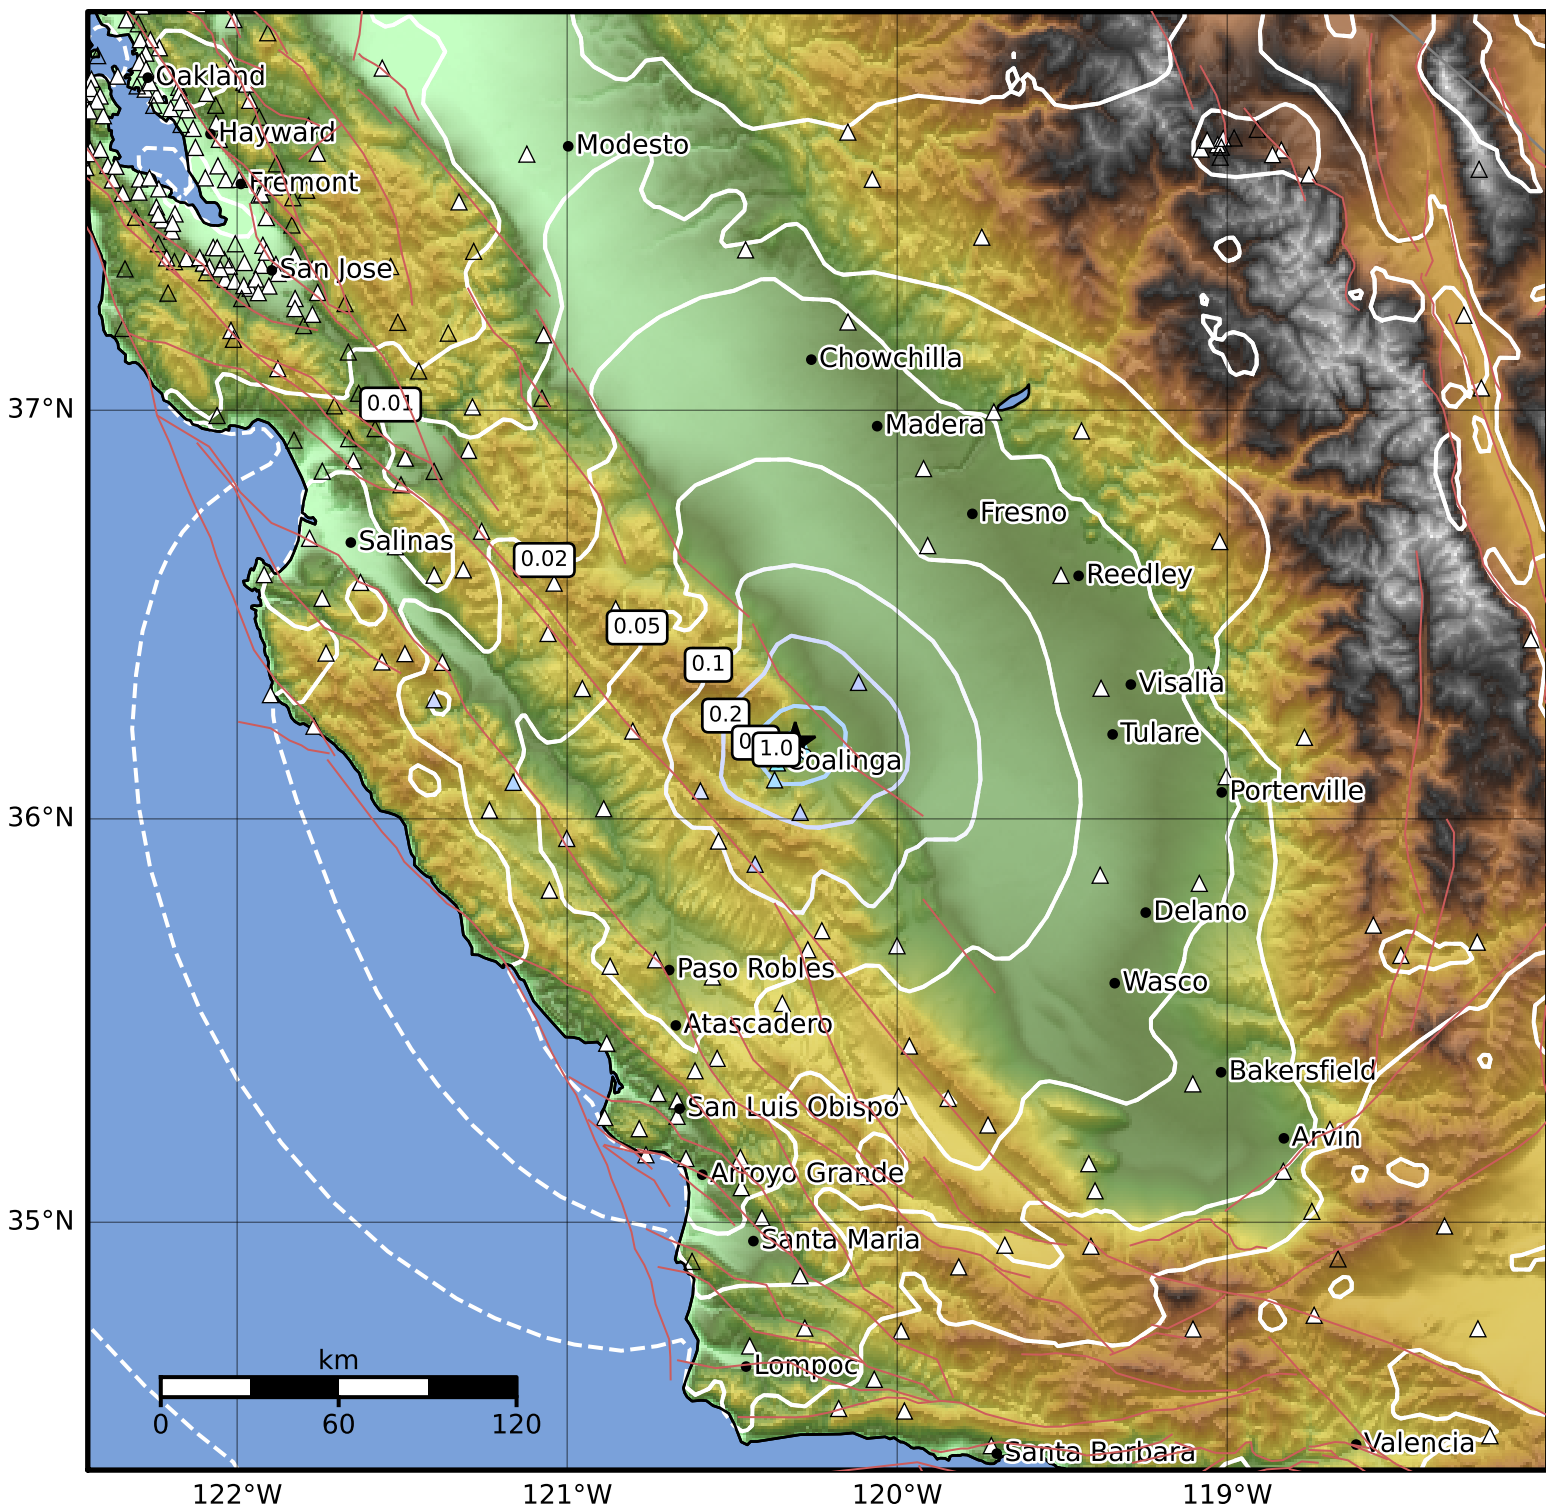 Oakland
Hayward
Modesto
Fremont
San Jose
Chowchilla
37°N
0.01
Madera
Fresno
Salinas
0.02
Reedley
0.05
0.1
Visalia
0.2
Tulare
1.0
Coalinga
Porterville
36°N
Delano
Paso Robles
Wasco
Atascadero
Bakersfield
San Luis Obispo
Arvin
Arroyo Grande
35°N
Santa Maria
km
Lompoc
0 60 120
Valencia
Santa Barbara
122°W 121°W 120°W 119°W